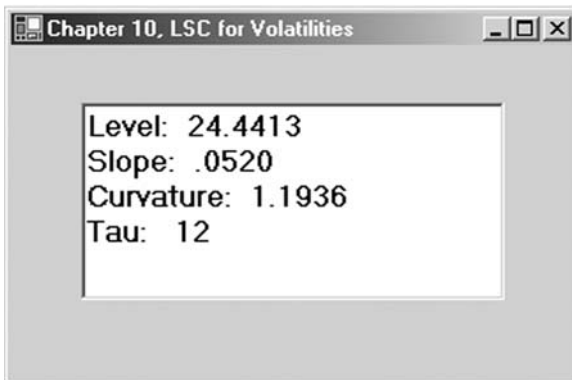 Chapter 10, LSC for Volatilities
Level: 24.4413
Slope: .0520
Curvature: 1.1936
Tau: 12